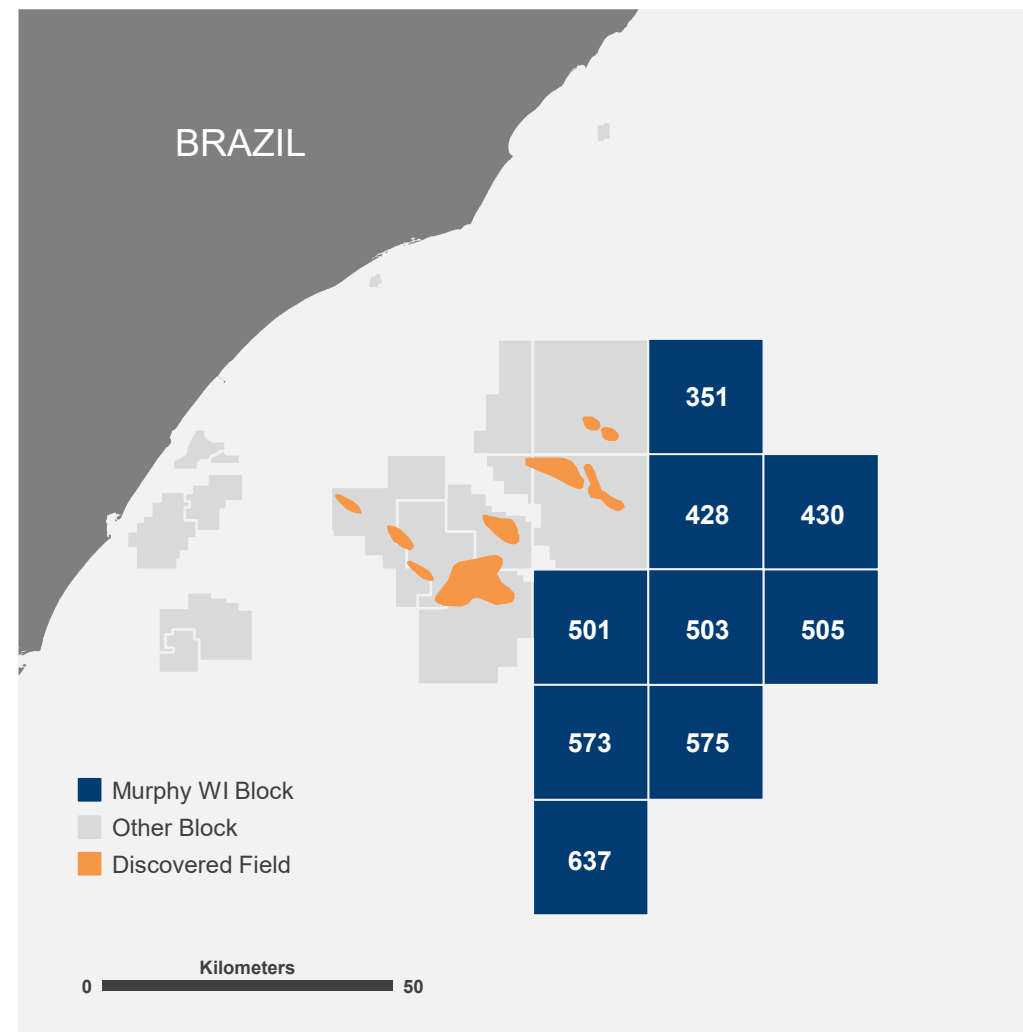 BRAZIL
351
428
430
501
503
505
573
575
637
Murphy WI Block
Other Block
Discovered Field
Kilometers
0
50